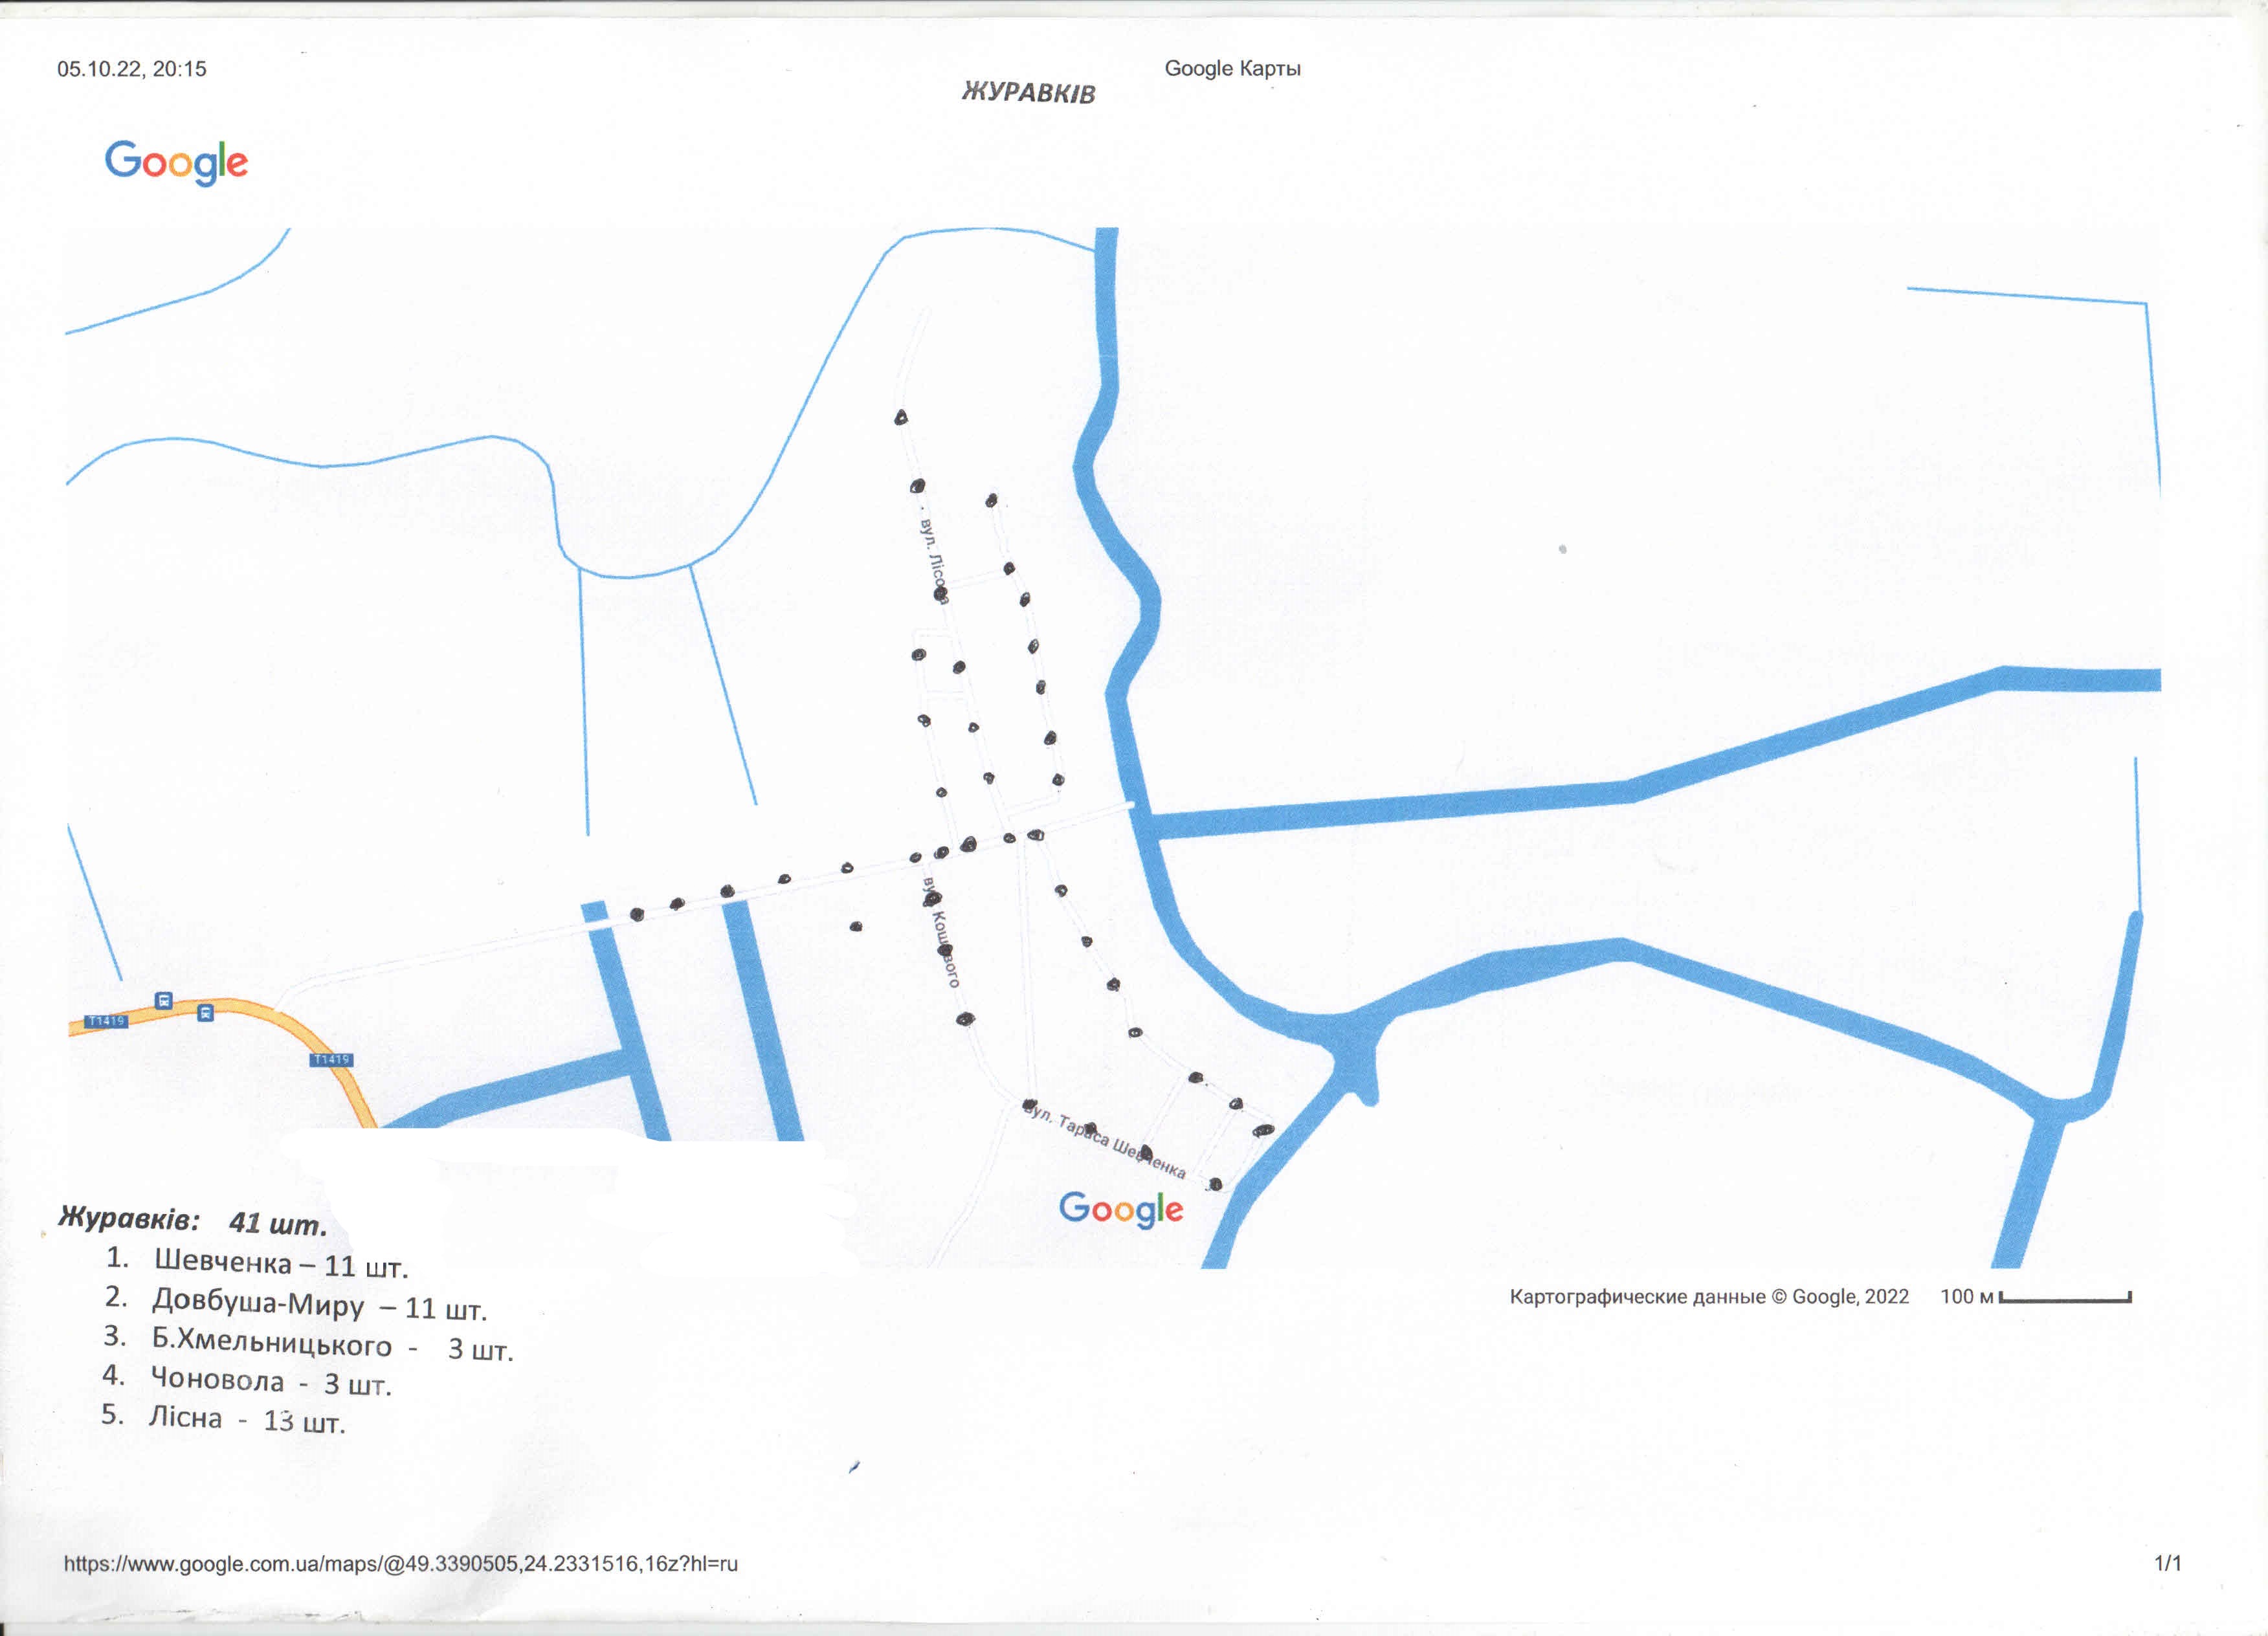 05.10.22, 20:15
Google Карты
ЖУРАВКІВ
Google
вул. Лісова
вул. Кошового
T1419
T1419
вул. Тараса Шевченка
Google
Журавків: 41 шт.
1. Шевченка – 11 шт.
2. Довбуша-Миру – 11 шт.
3. Б.Хмельницького - 3 шт.
4. Чоновола - 3 шт.
5. Лісна - 13 шт.
Картографические данные © Google, 2022 100 м
https://www.google.com.ua/maps/@49.3390505,24.2331516,16z?hl=ru
1/1